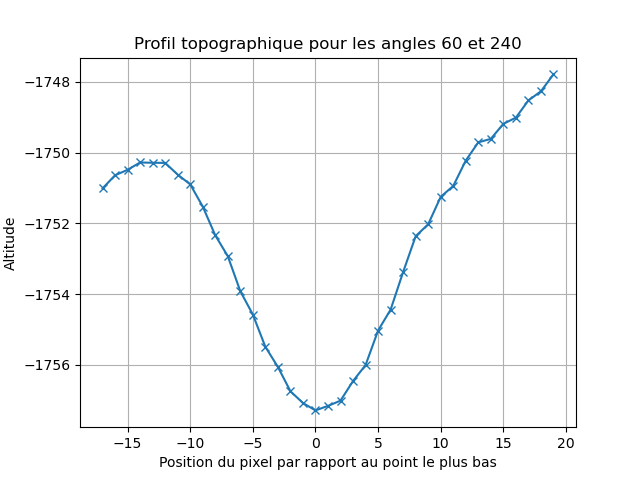 Profil topographique pour les angles 60 et 240
Altitude
−1748
−1750
−1752
−1754
−1756
−15 −10 −5 0 5 10 15 20
Position du pixel par rapport au point le plus bas